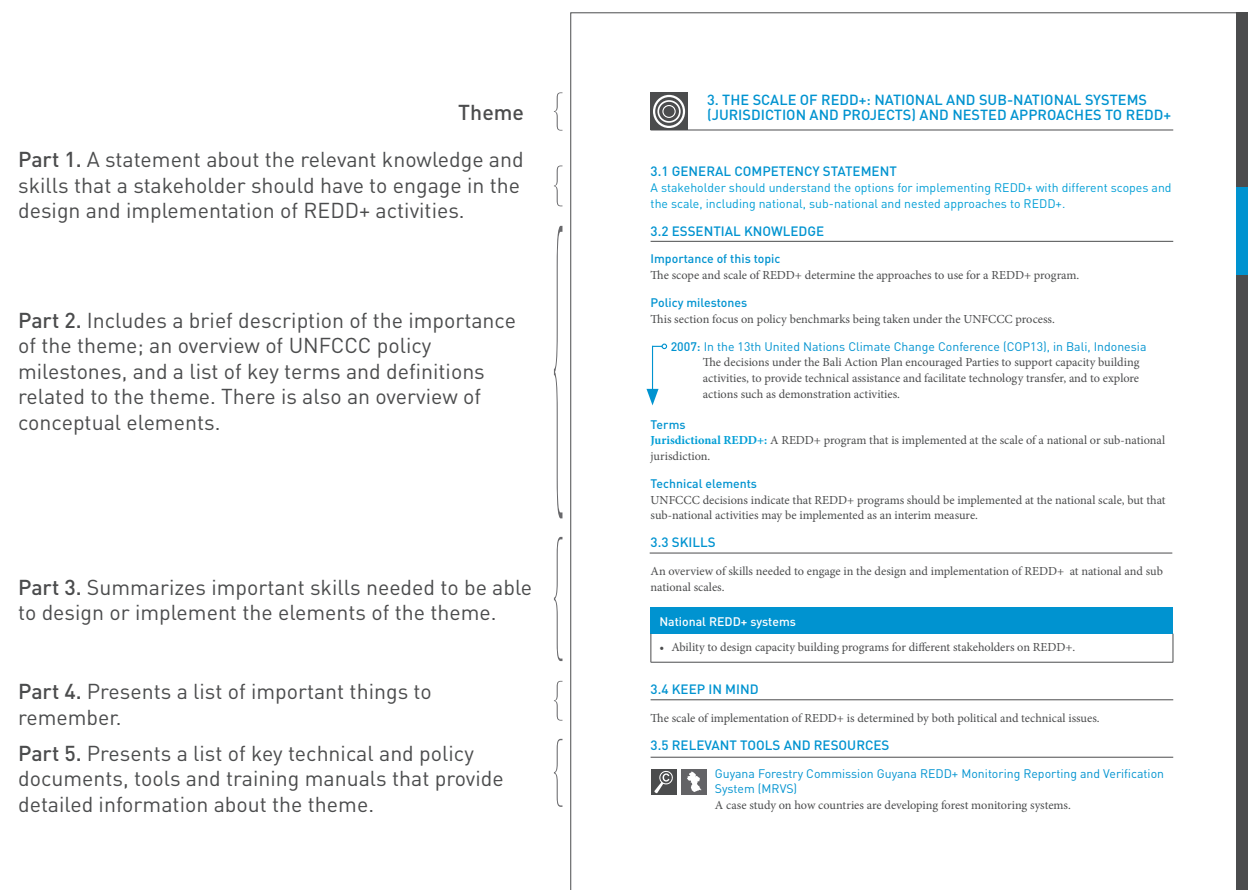 Theme
Part 1. A statement about the relevant knowledge and
skills that a stakeholder should have to engage in the
design and implementation of REDD+ activities.
Part 2. Includes a brief description of the importance
of the theme; an overview of UNFCCC policy
milestones, and a list of key terms and definitions
related to the theme. There is also an overview of
conceptual elements.
Part 3. Summarizes important skills needed to be able
to design or implement the elements of the theme.
Part 4. Presents a list of important things to
remember.
Part 5. Presents a list of key technical and policy
documents, tools and training manuals that provide
detailed information about the theme.
3. THE SCALE OF REDD+: NATIONAL AND SUB-NATIONAL SYSTEMS
(JURISDICTION AND PROJECTS) AND NESTED APPROACHES TO REDD+
3.1 GENERAL COMPETENCY STATEMENT
A stakeholder should understand the options for implementing REDD+ with different scopes and
the scale, including national, sub-national and nested approaches to REDD+.
3.2 ESSENTIAL KNOWLEDGE
Importance of this topic
The scope and scale of REDD+ determine the approaches to use for a REDD+ program.
Policy milestones
This section focus on policy benchmarks being taken under the UNFCCC process.
2007: In the 13th United Nations Climate Change Conference (COP13), in Bali, Indonesia
The decisions under the Bali Action Plan encouraged Parties to support capacity building
activities, to provide technical assistance and facilitate technology transfer, and to explore
actions such as demonstration activities.
Terms
Jurisdictional REDD+: A REDD+ program that is implemented at the scale of a national or sub-national
jurisdiction.
Technical elements
UNFCCC decisions indicate that REDD+ programs should be implemented at the national scale, but that
sub-national activities may be implemented as an interim measure.
3.3 SKILLS
An overview of skills needed to engage in the design and implementation of REDD+ at national and sub
national scales.
National REDD+ systems
• Ability to design capacity building programs for different stakeholders on REDD+.
3.4 KEEP IN MIND
The scale of implementation of REDD+ is determined by both political and technical issues.
3.5 RELEVANT TOOLS AND RESOURCES
C
Guyana Forestry Commission Guyana REDD+ Monitoring Reporting and Verification
System (MRVS)
A case study on how countries are developing forest monitoring systems.